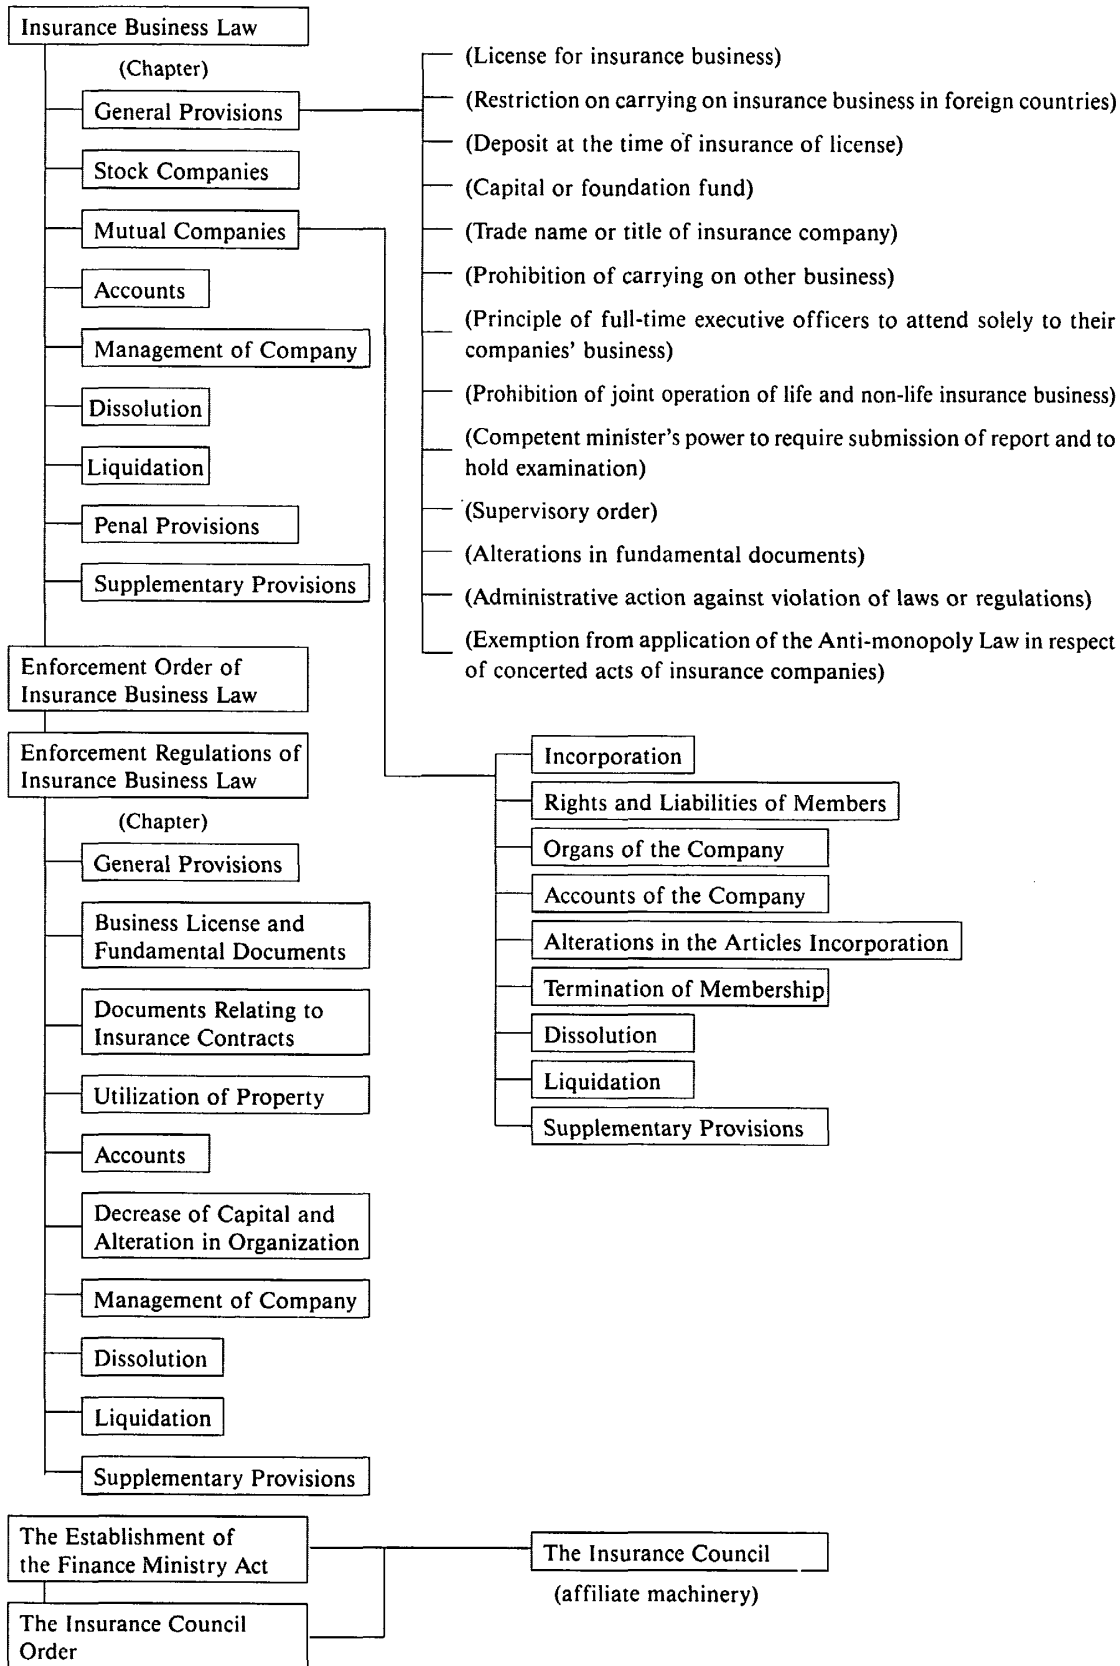 Insurance Business Law
(Chapter)
General Provisions
Stock Companies
Mutual Companies
Accounts
Management of Company
Dissolution
Liquidation
Penal Provisions
Supplementary Provisions
(License for insurance business)
(Restriction on carrying on insurance business in foreign countries)
(Deposit at the time of insurance of license)
(Capital or foundation fund)
(Trade name or title of insurance company)
(Prohibition of carrying on other business)
(Principle of full-time executive officers to attend solely to their
companies' business)
(Prohibition of joint operation of life and non-life insurance business)
(Competent minister's power to require submission of report and to
hold examination)
(Supervisory order)
(Alterations in fundamental documents)
(Administrative action against violation of laws or regulations)
(Exemption from application of the Anti-monopoly Law in respect
of concerted acts of insurance companies)
Enforcement Order of
Insurance Business Law
Enforcement Regulations of
Insurance Business Law
(Chapter)
General Provisions
Business License and
Fundamental Documents
Documents Relating to
Insurance Contracts
Utilization of Property
Accounts
Decrease of Capital and
Alteration in Organization
Management of Company
Dissolution
Liquidation
Supplementary Provisions
Incorporation
Rights and Liabilities of Members
Organs of the Company
Accounts of the Company
Alterations in the Articles Incorporation
Termination of Membership
Dissolution
Liquidation
Supplementary Provisions
The Establishment of
the Finance Ministry Act
The Insurance Council
Order
The Insurance Council
(affiliate machinery)